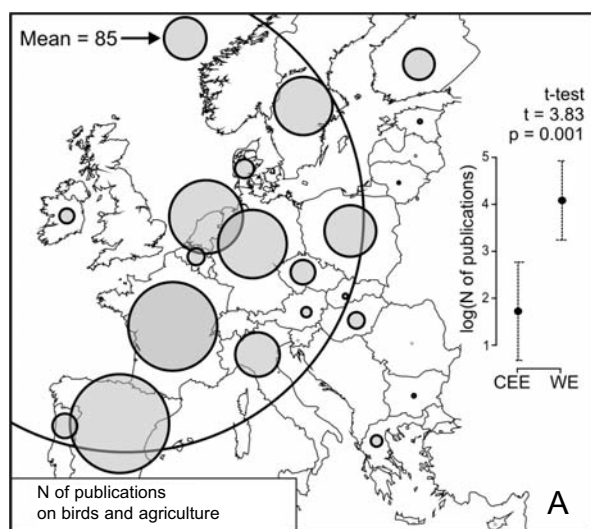 Mean = 85
t-test
t = 3.83
p = 0.001
5
4
3
2
1
log(N of publications)
CEE WE
N of publications
on birds and agriculture
A